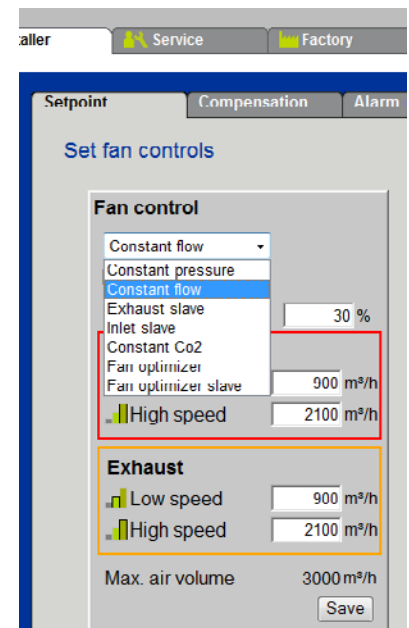 aller Service Factory
Setpoint Compensation Alarm
Set fan controls
Fan control
Constant flow
Constant pressure
Constant flow
Exhaust slave
30 %
Inlet slave
Constant Co2
Fan optimizer
Fan optimizer slave 900 m³/h
High speed 2100 m³/h
Exhaust
Low speed 900 m³/h
High speed 2100 m³/h
Max. air volume 3000 m³/h
Save